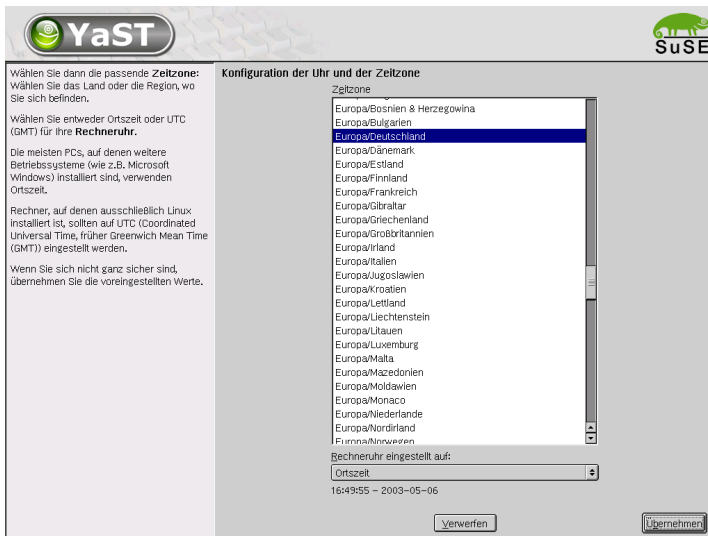 YaST
SuSE
Wählen Sie dann die passende Zeitzone:
Wählen Sie das Land oder die Region, wo
Sie sich befinden.
Wählen Sie entweder Ortszeit oder UTC
(GMT) für Ihre Rechneruhr.
Die meisten PCs, auf denen weitere
Betriebssysteme (wie z.B. Microsoft
Windows) installiert sind, verwenden
Ortszeit.
Rechner, auf denen ausschließlich Linux
installiert ist, sollten auf UTC (Coordinated
Universal Time, früher Greenwich Mean Time
(GMT)) eingestellt werden.
Wenn Sie sich nicht ganz sicher sind,
übernehmen Sie die voreingestellten Werte.
Konfiguration der Uhr und der Zeitzone
Zeitzone
Europa/Bosnien & Herzegowina
Europa/Bulgarien
Europa/Deutschland
Europa/Dänemark
Europa/Estland
Europa/Finnland
Europa/Frankreich
Europa/Gibraltar
Europa/Griechenland
Europa/Großbritannien
Europa/Irland
Europa/Italien
Europa/Jugoslawien
Europa/Kroatien
Europa/Lettland
Europa/Liechtenstein
Europa/Litauen
Europa/Luxemburg
Europa/Malta
Europa/Mazedonien
Europa/Moldawien
Europa/Monaco
Europa/Niederlande
Europa/Nordirland
Europa/Norwegen
Rechneruhr eingestellt auf:
Ortszeit
16:49:55 - 2003-05-06
Verwerfen
Übernehmen